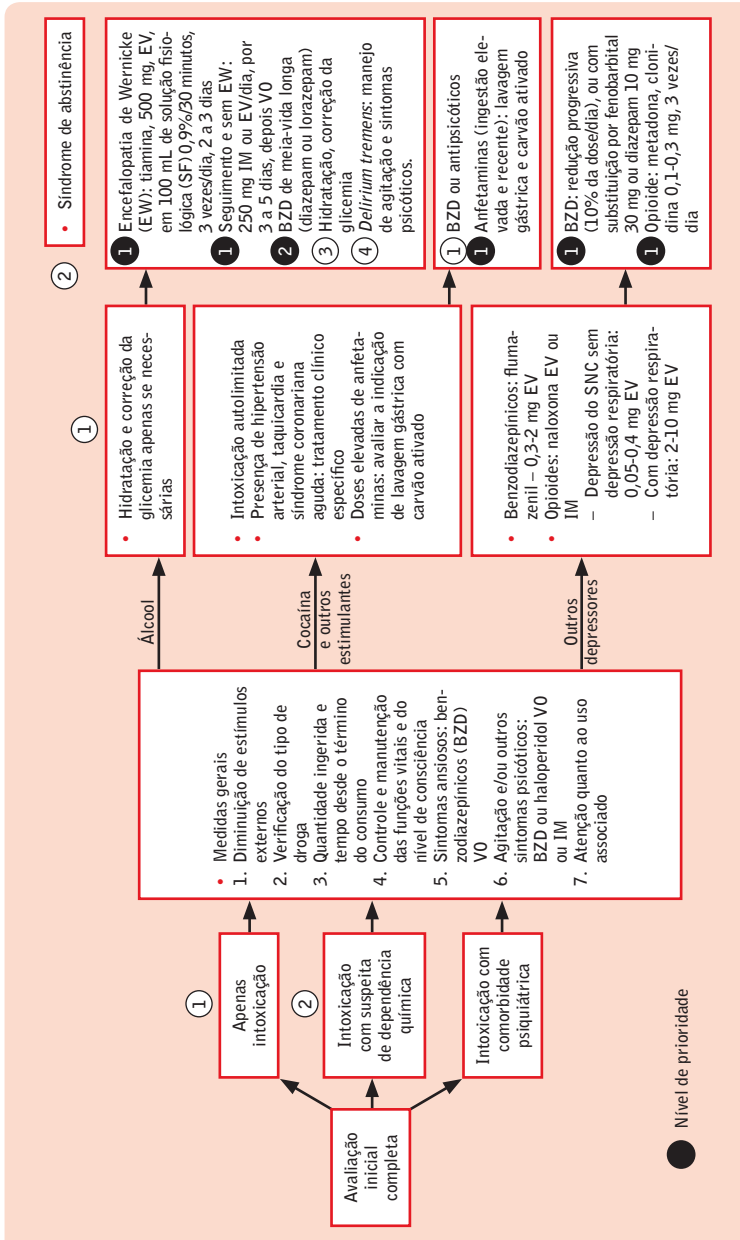 Avaliação
inicial
completa
1
Apenas
intoxicação
2
Intoxicação
com suspeita
de dependência
química
Intoxicação com
comorbidade
psiquiátrica
• Medidas gerais
1. Diminuição de estímulos
externos
2. Verificação do tipo de
droga
3. Quantidade ingerida e
tempo desde o término
do consumo
4. Controle e manutenção
das funções vitais e do
nível de consciência
5. Sintomas ansiosos: ben-
zodiazepínicos (BZD)
VO
6. Agitação e/ou outros
sintomas psicóticos:
BZD ou haloperidol VO
ou IM
7. Atenção quanto ao uso
associado
Álcool
Cocaína
e outros
estimulantes
Outros
depressores
1
• Hidratação e correção da
glicemia apenas se neces-
sárias
• Intoxicação autolimitada
• Presença de hipertensão
arterial, taquicardia e
síndrome coronariana
aguda: tratamento clínico
específico
• Doses elevadas de anfeta-
minas: avaliar a indicação
de lavagem gástrica com
carvão ativado
• Benzodiazepínicos: fluma-
zenil – 0,3-2 mg EV
• Opioides: naloxona EV ou
IM
– Depressão do SNC sem
depressão respiratória:
0,05-0,4 mg EV
– Com depressão respira-
tória: 2-10 mg EV
2
• Síndrome de abstinência
1 Encefalopatia de Wernicke
(EW): tiamina, 500 mg, EV,
em 100 mL de solução fisio-
lógica (SF) 0,9%/30 minutos,
3 vezes/dia, 2 a 3 dias
1 Seguimento e sem EW:
250 mg IM ou EV/dia, por
3 a 5 dias, depois VO
2 BZD de meia-vida longa
(diazepam ou lorazepam)
3 Hidratação, correção da
glicemia
4 Delirium tremens: manejo
de agitação e sintomas
psicóticos.
1 BZD ou antipsicóticos
1 Anfetaminas (ingestão ele-
vada e recente): lavagem
gástrica e carvão ativado
1 BZD: redução progressiva
(10% da dose/dia), ou com
substituição por fenobarbital
30 mg ou diazepam 10 mg
1 Opioide: metadona, cloni-
dina 0,1-0,3 mg, 3 vezes/
dia
Nível de prioridade